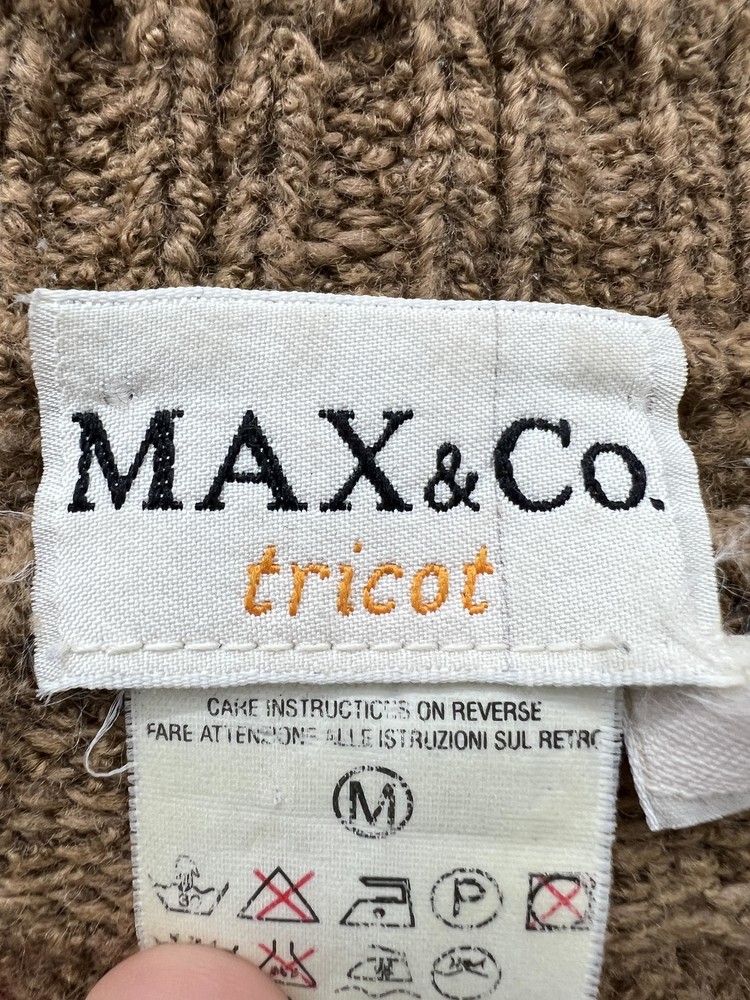 MAX&Co.
tricot
CARE INSTRUCTIONS ON REVERSE
FARE ATTENZIONE ALLE ISTRUZIONI SUL RETRO
M
P